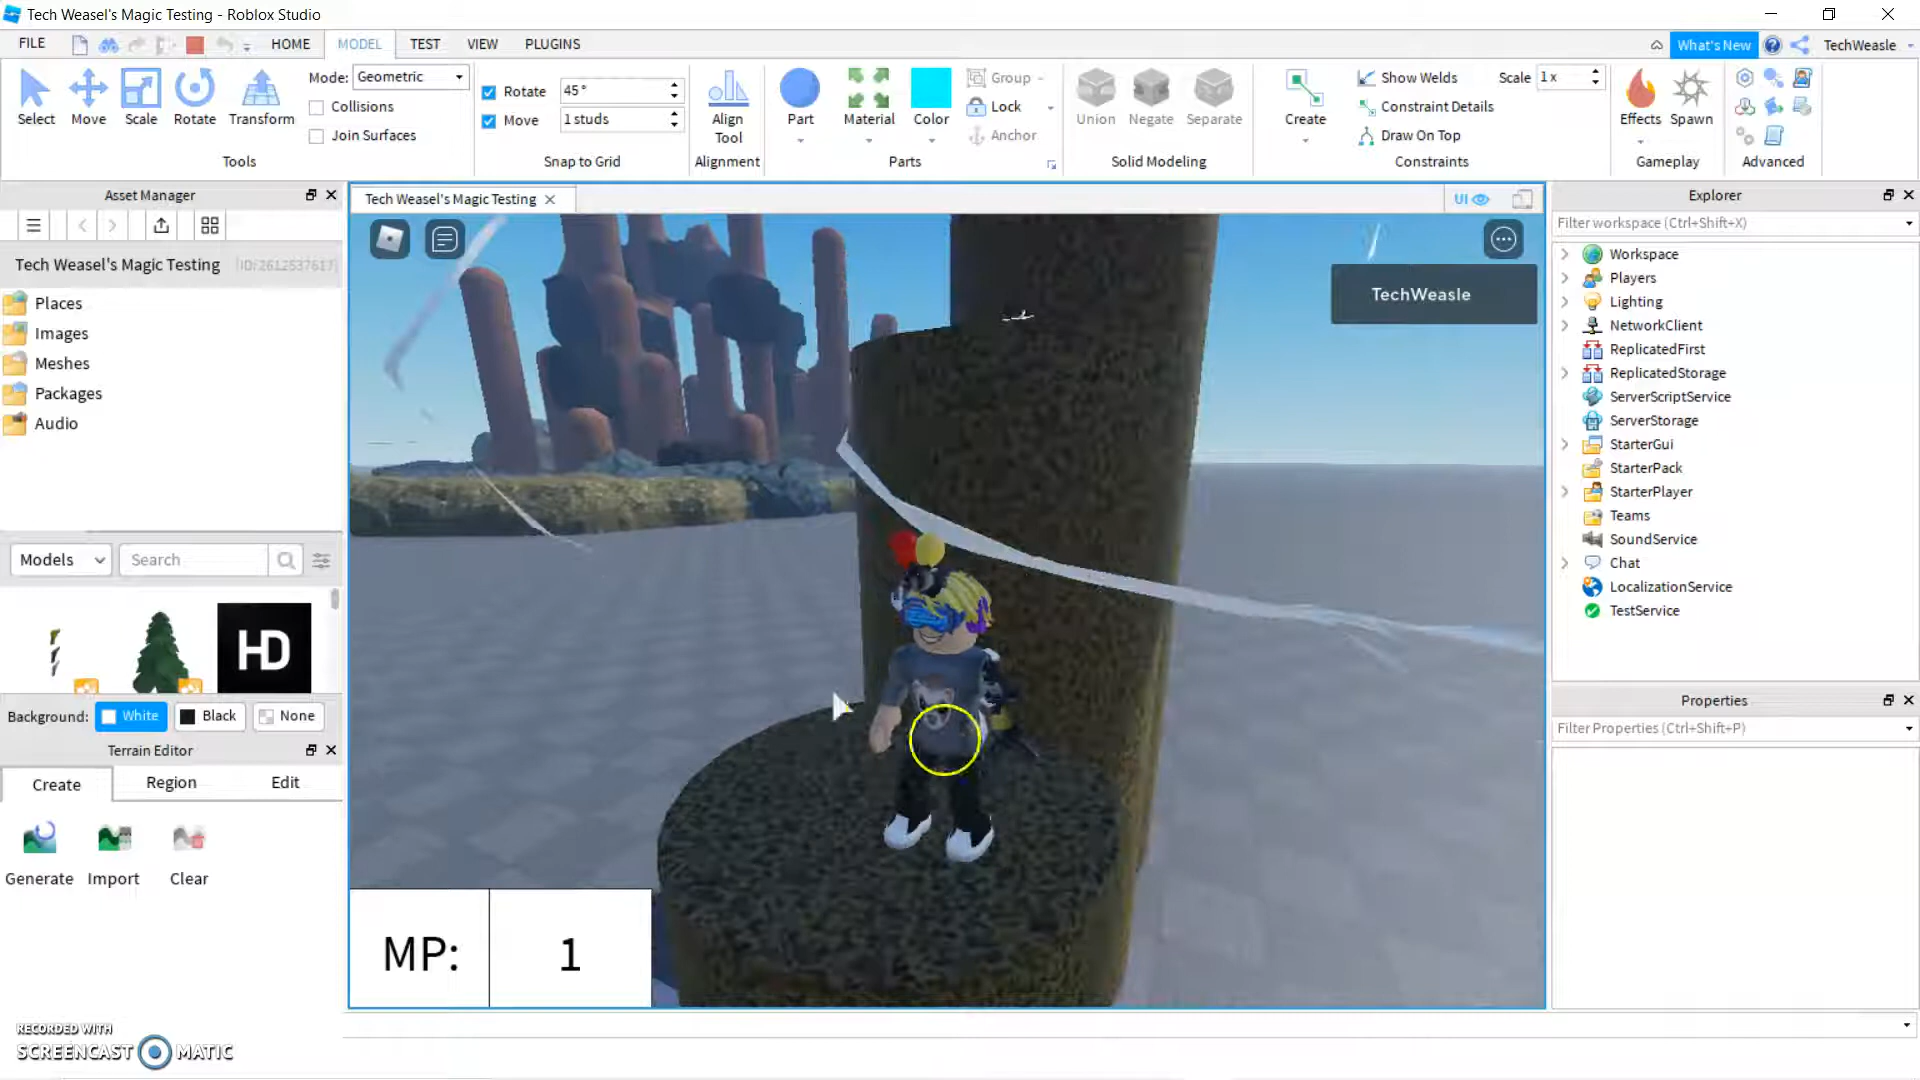 Tech Weasel's Magic Testing - Roblox Studio
FILE
HOME
MODEL
TEST
VIEW
PLUGINS
What's New
TechWeasle
Select
Move
Scale
Rotate
Transform
Mode: Geometric
Collisions
Join Surfaces
Tools
Rotate 45°
Move 1 studs
Snap to Grid
Align Tool
Alignment
Part
Material
Color
Group
Lock
Anchor
Parts
Union
Negate
Separate
Solid Modeling
Create
Show Welds
Scale 1 x
Constraint Details
Draw On Top
Constraints
Effects
Spawn
Gameplay
Advanced
Asset Manager
Tech Weasel's Magic Testing (ID:2612537617)
Places
Images
Meshes
Packages
Audio
Models
Search
HD
Background: White Black None
Terrain Editor
Create
Region
Edit
Generate
Import
Clear
RECORDED WITH
SCREENCAST MATIC
Tech Weasel's Magic Testing
UI
TechWeasle
MP: 1
Explorer
Filter workspace (Ctrl+Shift+X)
Workspace
Players
Lighting
NetworkClient
ReplicatedFirst
ReplicatedStorage
ServerScriptService
ServerStorage
StarterGui
StarterPack
StarterPlayer
Teams
SoundService
Chat
LocalizationService
TestService
Properties
Filter Properties (Ctrl+Shift+P)